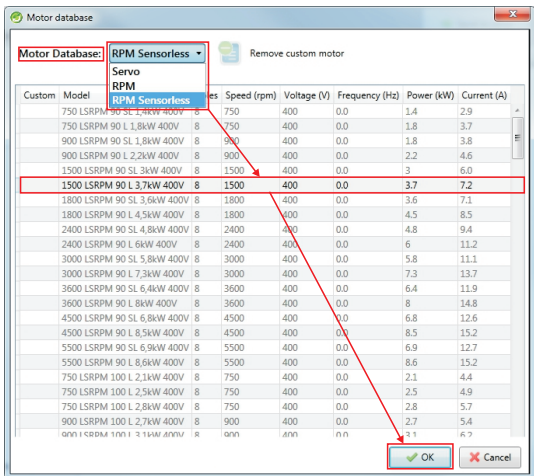 Motor database
Motor Database: RPM Sensorless Remove custom motor
Servo
RPM
RPM Sensorless
Custom Model es Speed (rpm) Voltage (V) Frequency (Hz) Power (kW) Current (A)
750 LSRPM 90 SL 1,4kW 400V 8 750 400 0.0 1.4 2.9
750 LSRPM 90 L 1,8kW 400V 8 750 400 0.0 1.8 3.7
900 LSRPM 90 SL 1,8kW 400V 8 900 400 0.0 1.8 3.8
900 LSRPM 90 L 2,2kW 400V 8 900 400 0.0 2.2 4.6
1500 LSRPM 90 SL 3kW 400V 8 1500 400 0.0 3 6.0
1500 LSRPM 90 L 3,7kW 400V 8 1500 400 0.0 3.7 7.2
1800 LSRPM 90 SL 3,6kW 400V 8 1800 400 0.0 3.6 7.1
1800 LSRPM 90 L 4,5kW 400V 8 1800 400 0.0 4.5 8.5
2400 LSRPM 90 SL 4,8kW 400V 8 2400 400 0.0 4.8 9.4
2400 LSRPM 90 L 6kW 400V 8 2400 400 0.0 6 11.2
3000 LSRPM 90 SL 5,8kW 400V 8 3000 400 0.0 5.8 11.1
3000 LSRPM 90 L 7,3kW 400V 8 3000 400 0.0 7.3 13.7
3600 LSRPM 90 SL 6,4kW 400V 8 3600 400 0.0 6.4 11.9
3600 LSRPM 90 L 8kW 400V 8 3600 400 0.0 8 14.8
4500 LSRPM 90 SL 6,8kW 400V 8 4500 400 0.0 6.8 12.6
4500 LSRPM 90 L 8,5kW 400V 8 4500 400 0.0 8.5 15.2
5500 LSRPM 90 SL 6,9kW 400V 8 5500 400 0.0 6.9 12.7
5500 LSRPM 90 L 8,6kW 400V 8 5500 400 0.0 8.6 15.2
750 LSRPM 100 L 2,1kW 400V 8 750 400 0.0 2.1 4.4
750 LSRPM 100 L 2,5kW 400V 8 750 400 0.0 2.5 4.9
750 LSRPM 100 L 2,8kW 400V 8 750 400 0.0 2.8 5.7
900 LSRPM 100 L 2,7kW 400V 8 900 400 0.0 2.7 5.4
900 LSRPM 100 L 3,1kW 400V 8 900 400 0.0 3.1 6.2
OK Cancel